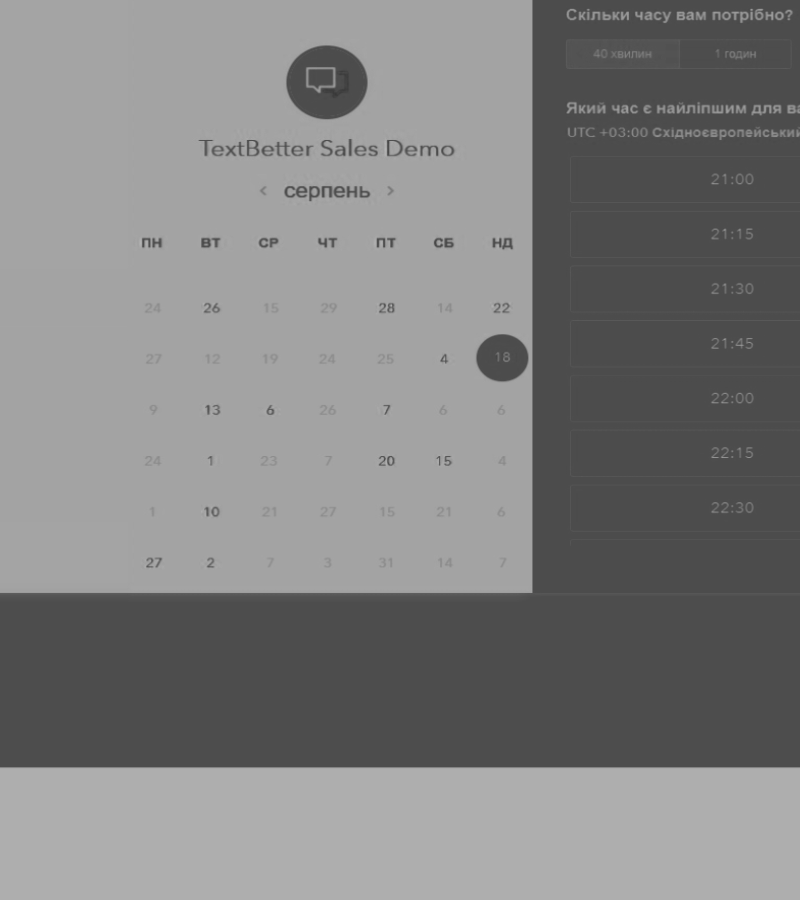 TextBetter Sales Demo
серпень
ПН ВТ СР ЧТ ПТ СБ НД
24 26 15 29 28 14 22
27 12 19 24 25 4 18
9 13 6 26 7 6 6
24 1 23 7 20 15 4
1 10 21 27 15 21 6
27 2 7 3 31 14 7
Скільки часу вам потрібно?
40 хвилин 1 годин
Який час є найліпшим для ва
UTC +03:00 Східноєвропейський
21:00
21:15
21:30
21:45
22:00
22:15
22:30